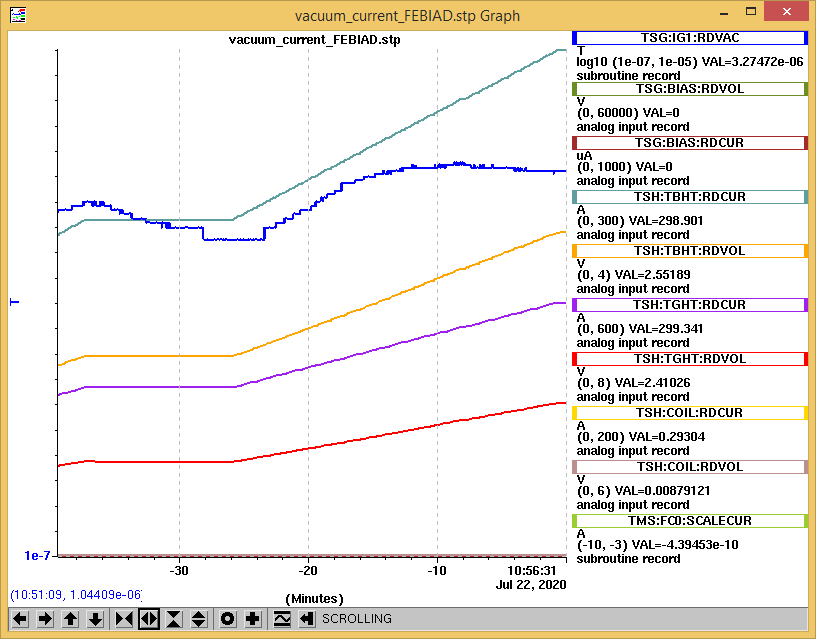 vacuum_current_FEBIAD.stp Graph
vacuum_current_FEBIAD.stp
T
1e-7
-30
-20
-10
10:56:31
Jul 22, 2020
(Minutes)
(10:51:09, 1.04409e-06)
TSG:IG1:RDVAC
T
log10 (1e-07, 1e-05) VAL=3.27472e-06
subroutine record
TSG:BIAS:RDVOL
V
(0, 60000) VAL=0
analog input record
TSG:BIAS:RDCUR
uA
(0, 1000) VAL=0
analog input record
TSH:TBHT:RDCUR
A
(0, 300) VAL=298.901
analog input record
TSH:TBHT:RDVOL
V
(0, 4) VAL=2.55189
analog input record
TSH:TGHT:RDCUR
A
(0, 600) VAL=299.341
analog input record
TSH:TGHT:RDVOL
V
(0, 8) VAL=2.41026
analog input record
TSH:COIL:RDCUR
A
(0, 200) VAL=0.29304
analog input record
TSH:COIL:RDVOL
V
(0, 6) VAL=0.00879121
analog input record
TMS:FC0:SCALECUR
A
(-10, -3) VAL=-4.39453e-10
subroutine record
SCROLLING